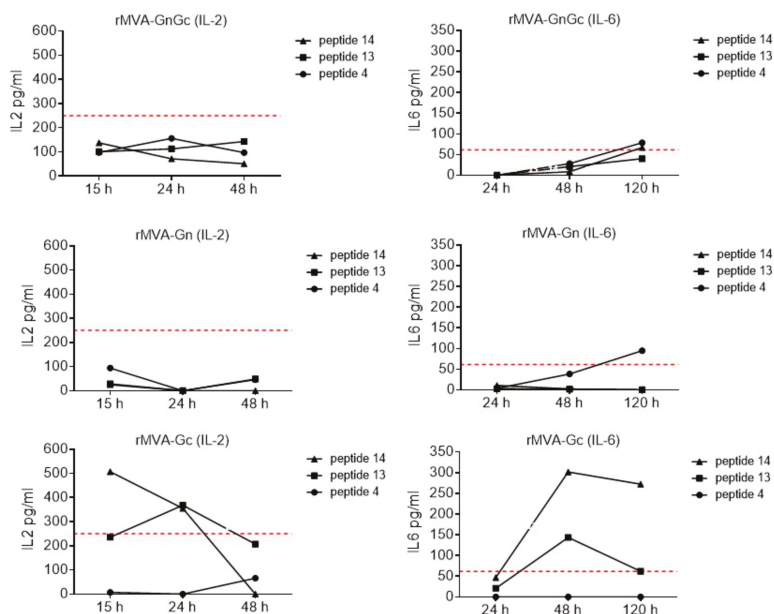 rMVA-GnGc (IL-2)
IL2 pg/ml
600
500
400
300
200
100
0
15 h 24 h 48 h
peptide 14
peptide 13
peptide 4
rMVA-GnGc (IL-6)
IL6 pg/ml
350
300
250
200
150
100
50
0
24 h 48 h 120 h
peptide 14
peptide 13
peptide 4
rMVA-Gn (IL-2)
IL2 pg/ml
600
500
400
300
200
100
0
15 h 24 h 48 h
peptide 14
peptide 13
peptide 4
rMVA-Gn (IL-6)
IL6 pg/ml
350
300
250
200
150
100
50
0
24 h 48 h 120 h
peptide 14
peptide 13
peptide 4
rMVA-Gc (IL-2)
IL2 pg/ml
600
500
400
300
200
100
0
15 h 24 h 48 h
peptide 14
peptide 13
peptide 4
rMVA-Gc (IL-6)
IL6 pg/ml
350
300
250
200
150
100
50
0
24 h 48 h 120 h
peptide 14
peptide 13
peptide 4